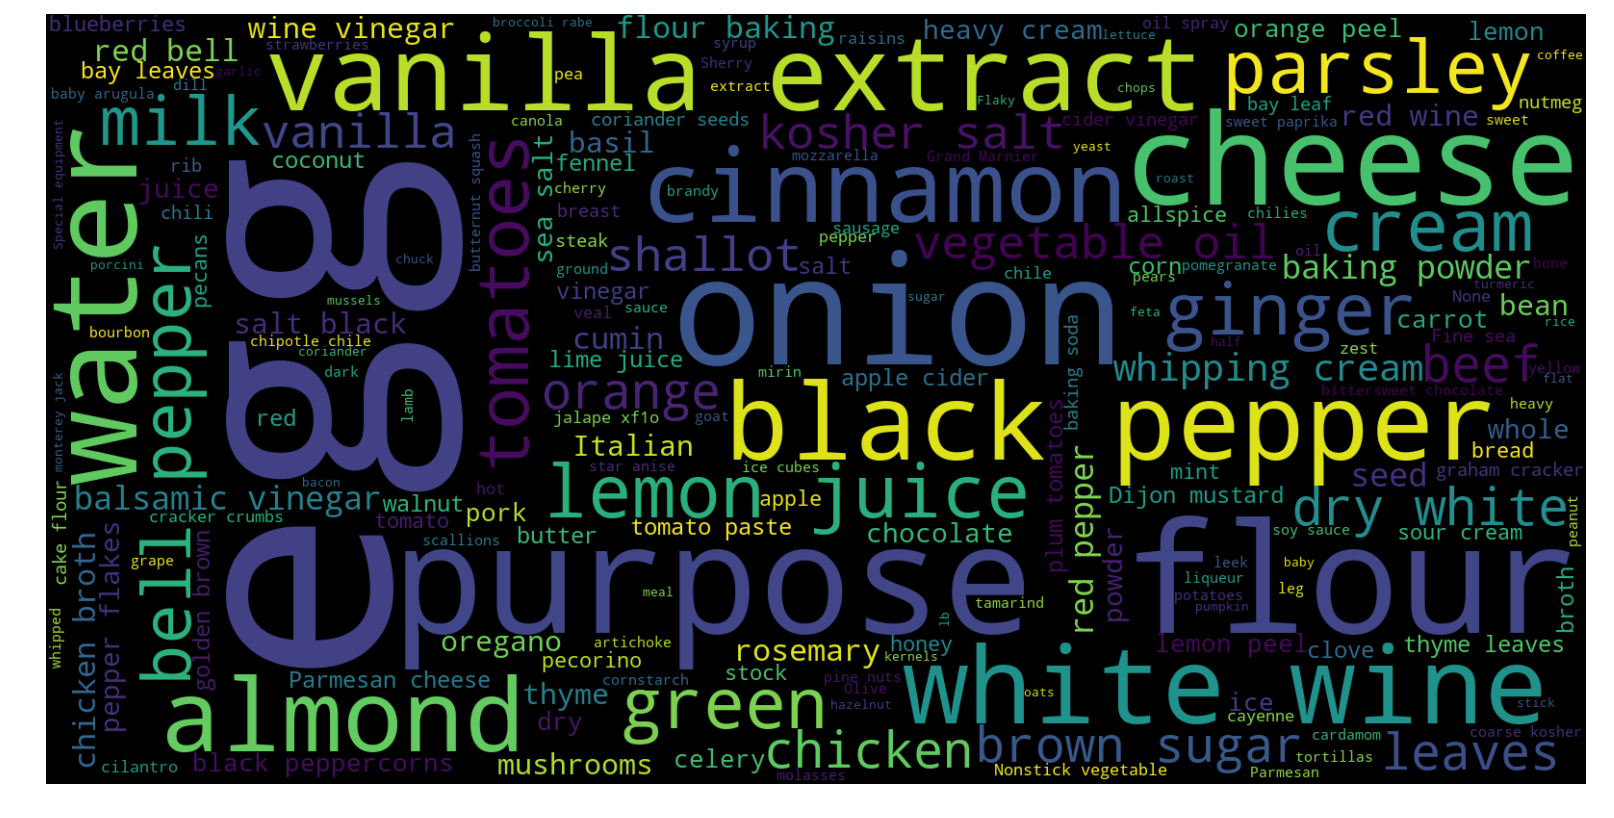 blueberries
wine vinegar
broccoli rabe
flour baking
heavy cream
lettuce
oil spray
orange peel
lemon
red bell
strawberries
syrup
raisins
coffee
bay leaves
garlic
vanilla extract
pea
Sherry
extract
Flaky
chops
parsley
baby arugula
dill
milk
vanilla
canola
coriander seeds
kosher salt
cider vinegar
bay leaf
nutmeg
sweet paprika
red wine
sweet
Special equipment
water
rib
coconut
juice
chili
egg
butternut squash
tomatoes
sea salt
basil
fennel
mozzarella
Grand Marnier
yeast
cheese
cherry
breast
cinnamon
brandy
roast
allspice
chilies
steak
sausage
pepper
shallot
salt
vegetable oil
oil
cream
porcini
pepper
pecans
chuck
ground
chile
corn
pomegranate
pears
baking powder
bone
turmeric
mussels
vinegar
veal
sauce
sugar
onion
feta
ginger
None
bean
carrot
rice
bourbon
salt black
chipotle chile
coriander
dark
cumin
lime juice
mirin
apple cider
baking soda
half
zest
Fine sea
whipping cream
beef
yellow
flat
bittersweet chocolate
monterey jack
red
lamb
orange
jalape xf1o
goat
black pepper
heavy
whole
bread
Italian
star anise
ice cubes
plum tomatoes
red pepper
mint
seed
graham cracker
bacon
hot
balsamic vinegar
walnut
pork
lemon juice
apple
Dijon mustard
dry white
peanut
cake flour
cracker crumbs
tomato
tomato paste
chocolate
soy sauce
sour cream
butter
scallions
chicken broth
pepper flakes
bell
grape
golden brown
purpose
flour
powder
leek
baby
liqueur
leg
potatoes
pumpkin
broth
meal
tamarind
lb
whipped
oregano
artichoke
honey
rosemary
kernels
lemon peel
clove
thyme leaves
pecorino
Parmesan cheese
thyme
cornstarch
stock
pine nuts
Olive
hazelnut
white wine
oats
ice
stick
almond
dry
green
cayenne
cardamom
coarse kosher
cilantro
black peppercorns
mushrooms
celery
chicken
molasses
brown sugar
Nonstick vegetable
Parmesan
tortillas
leaves